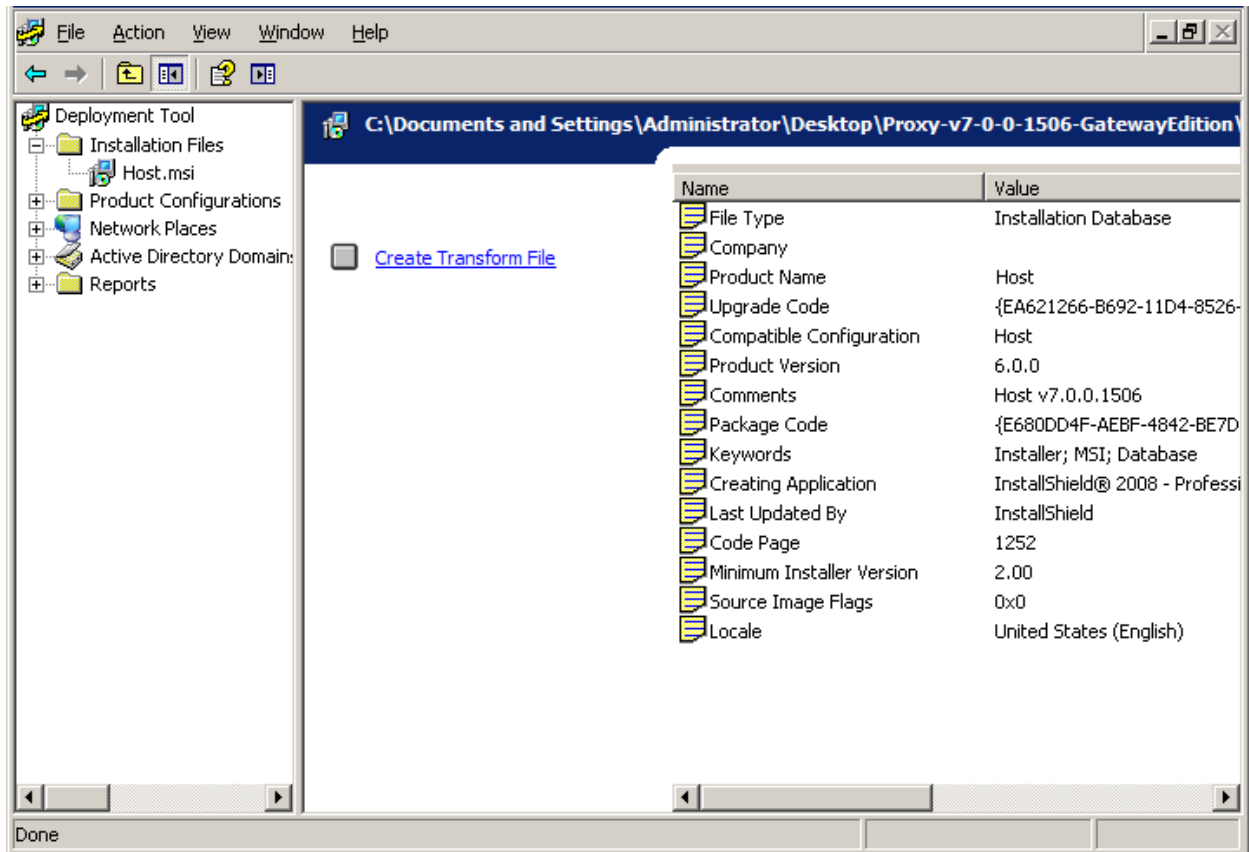 File Action View Window Help
Deployment Tool
Installation Files
Host.msi
Product Configurations
Network Places
Active Directory Domain
Reports
C:\Documents and Settings\Administrator\Desktop\Proxy-v7-0-0-1506-GatewayEdition\
Create Transform File
Name Value
File Type Installation Database
Company
Product Name Host
Upgrade Code {EA621266-B692-11D4-8526-
Compatible Configuration Host
Product Version 6.0.0
Comments Host v7.0.0.1506
Package Code {E680DD4F-AEBF-4842-BE7D
Keywords Installer; MSI; Database
Creating Application InstallShield® 2008 - Professi
Last Updated By InstallShield
Code Page 1252
Minimum Installer Version 2.00
Source Image Flags 0x0
Locale United States (English)
Done